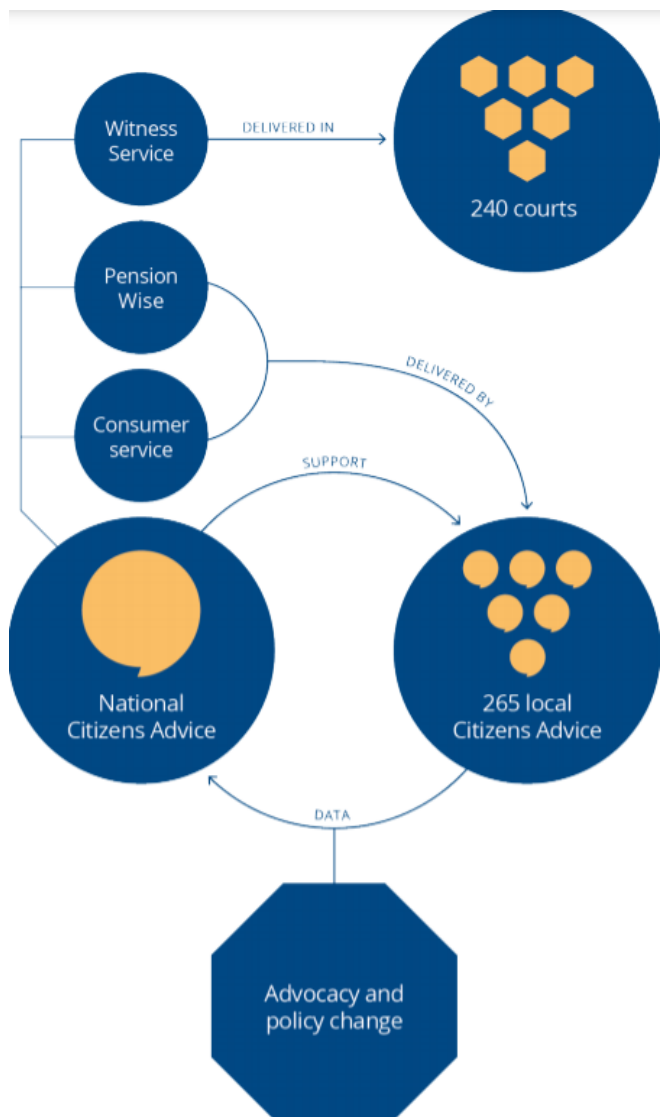 Witness
Service
DELIVERED IN
240 courts
Pension
Wise
DELIVERED BY
Consumer
service
SUPPORT
National
Citizens Advice
265 local
Citizens Advice
DATA
Advocacy and
policy change